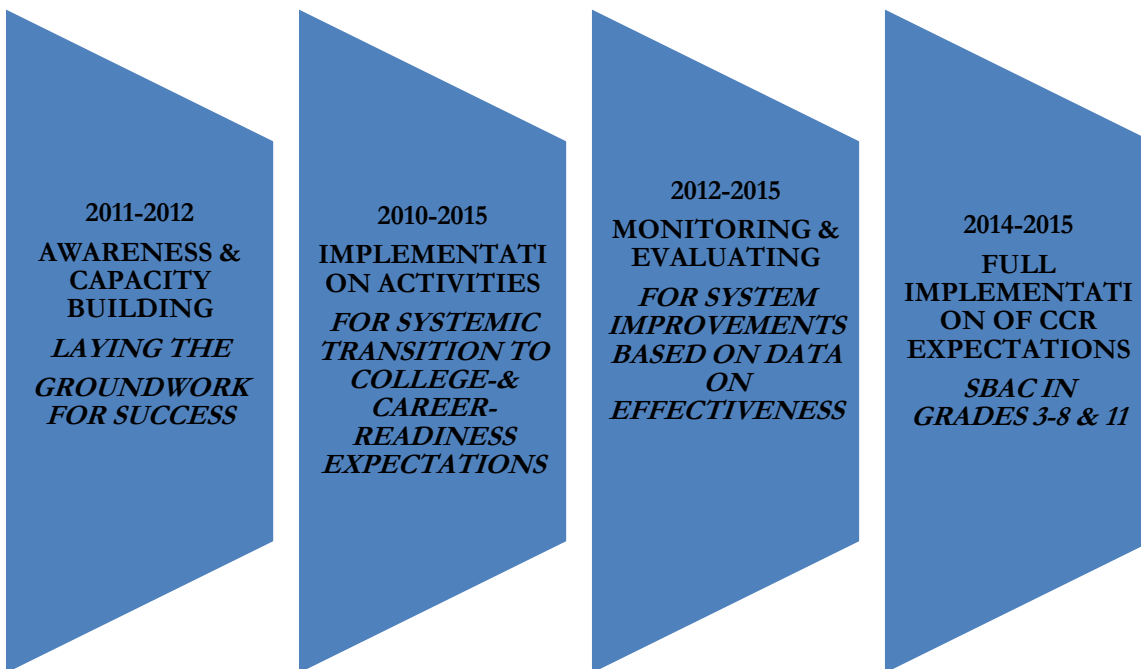 2011-2012
AWARENESS &
CAPACITY
BUILDING
LAYING THE
GROUNDWORK
FOR SUCCESS
2010-2015
IMPLEMENTATI
ON ACTIVITIES
FOR SYSTEMIC
TRANSITION TO
COLLEGE-&
CAREER-
READINESS
EXPECTATIONS
2012-2015
MONITORING &
EVALUATING
FOR SYSTEM
IMPROVEMENTS
BASED ON DATA
ON
EFFECTIVENESS
2014-2015
FULL
IMPLEMENTATI
ON OF CCR
EXPECTATIONS
SBAC IN
GRADES 3-8 & 11